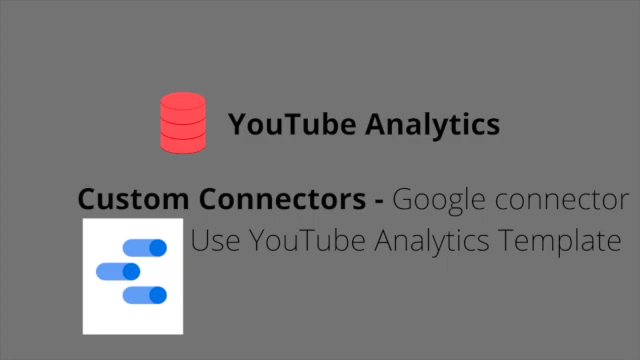 YouTube Analytics
Custom Connectors - Google connector
Use YouTube Analytics Template